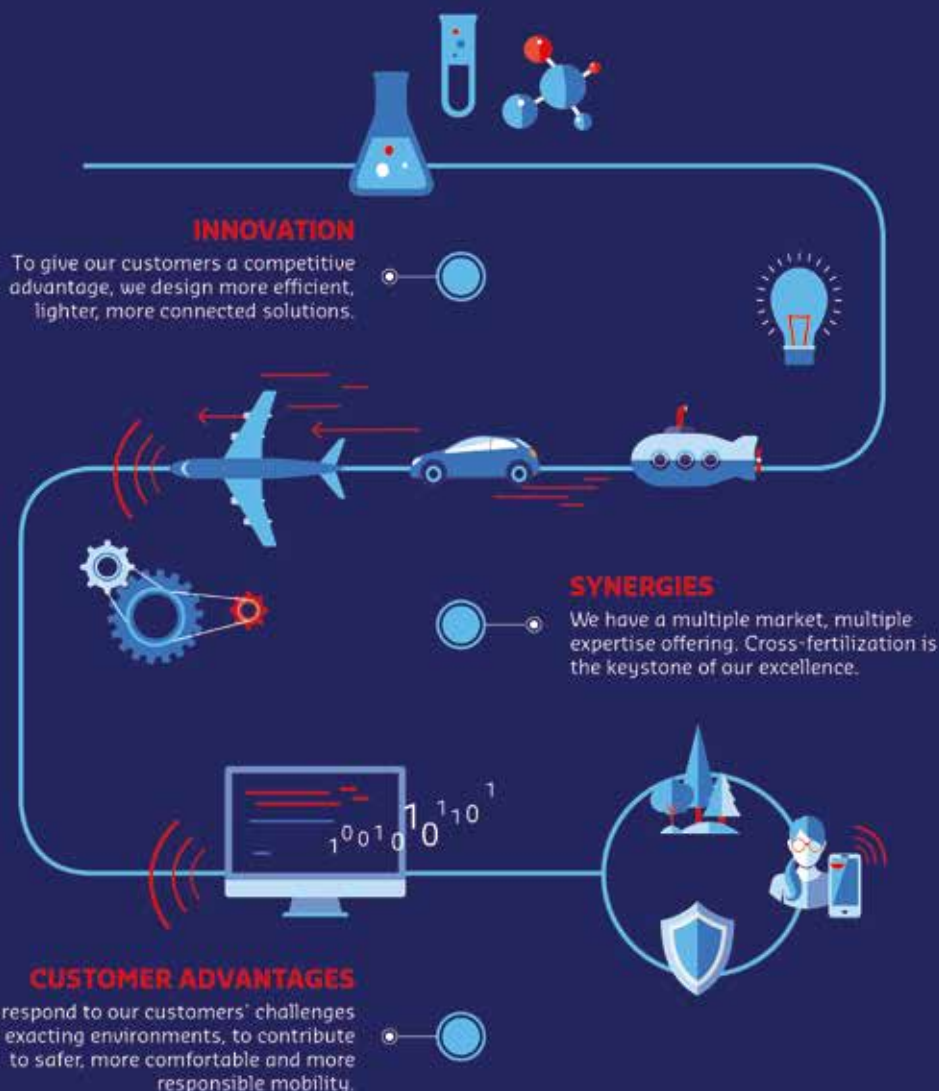 INNOVATION
To give our customers a competitive
advantage, we design more efficient,
lighter, more connected solutions.
SYNERGIES
We have a multiple market, multiple
expertise offering. Cross-fertilization is
the keystone of our excellence.
1001010110 1
CUSTOMER ADVANTAGES
respond to our customers' challenges
exacting environments, to contribute
to safer, more comfortable and more
responsible mobility.